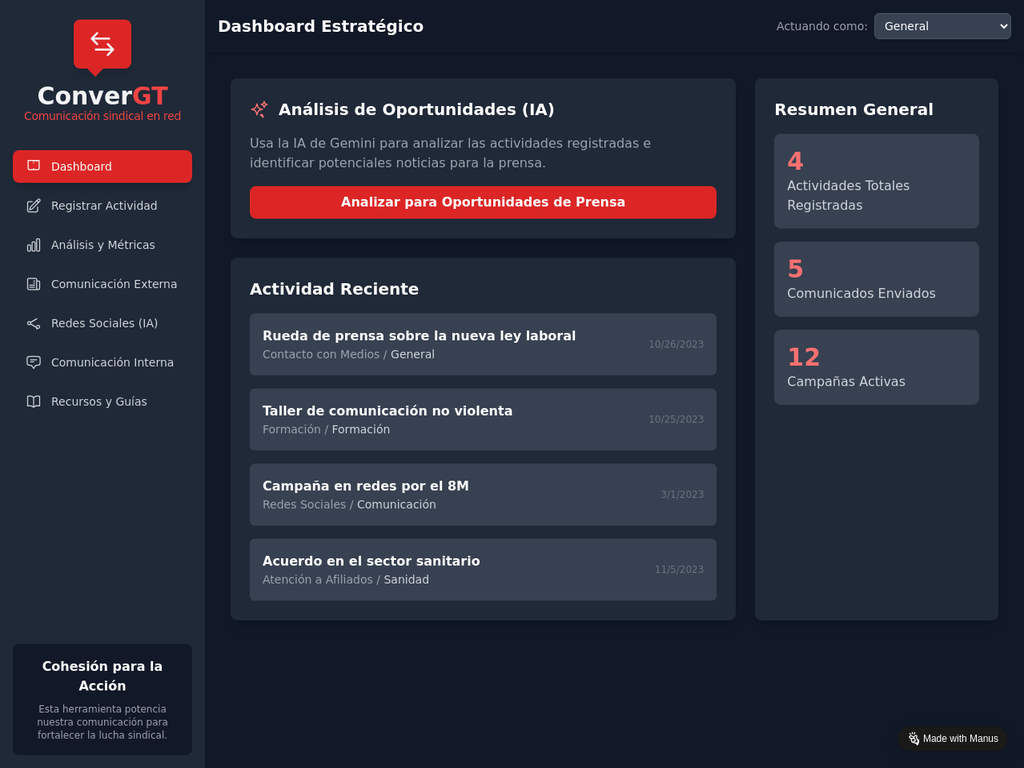 ConverGT
Comunicación sindical en red
Dashboard
Registrar Actividad
Análisis y Métricas
Comunicación Externa
Redes Sociales (IA)
Comunicación Interna
Recursos y Guías
Cohesión para la
Acción
Esta herramienta potencia
nuestra comunicación para
fortalecer la lucha sindical.
Dashboard Estratégico
Actuando como:
General
Análisis de Oportunidades (IA)
Usa la IA de Gemini para analizar las actividades registradas e
identificar potenciales noticias para la prensa.
Analizar para Oportunidades de Prensa
Actividad Reciente
Rueda de prensa sobre la nueva ley laboral
Contacto con Medios / General
10/26/2023
Taller de comunicación no violenta
Formación / Formación
10/25/2023
Campaña en redes por el 8M
Redes Sociales / Comunicación
3/1/2023
Acuerdo en el sector sanitario
Atención a Afiliados / Sanidad
11/5/2023
Resumen General
4
Actividades Totales
Registradas
5
Comunicados Enviados
12
Campañas Activas
Made with Manus